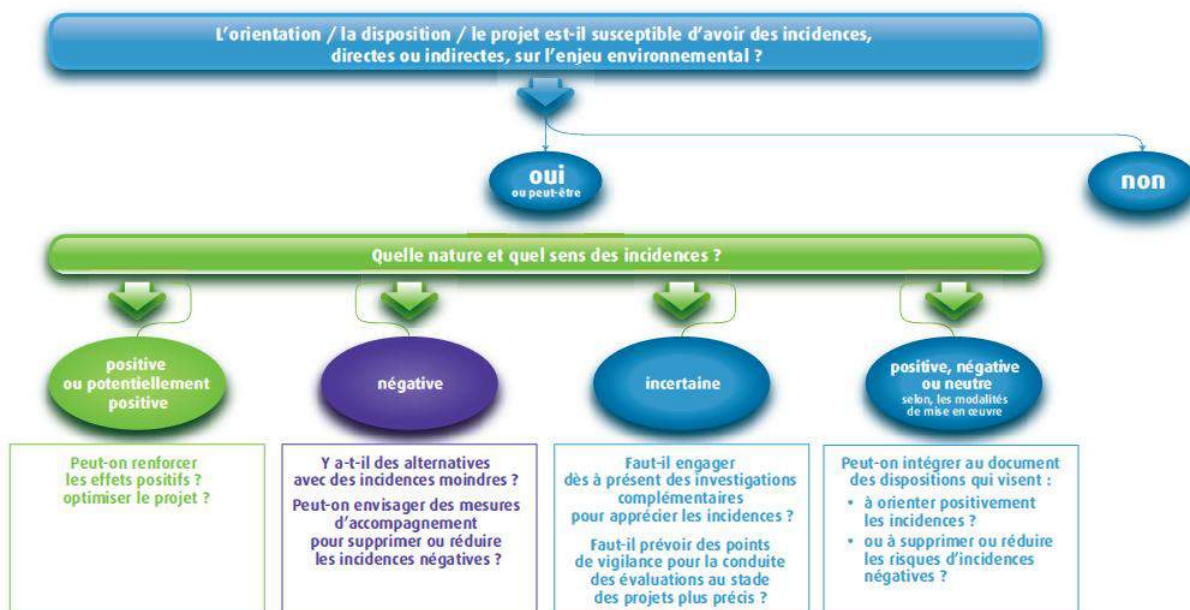 L'orientation / la disposition / le projet est-il susceptible d'avoir des incidences,
directes ou indirectes, sur l'enjeu environnemental ?
oui
ou peut-être
non
Quelle nature et quel sens des incidences ?
positive
ou potentiellement
positive
négative
incertaine
positive, négative
ou neutre
selon, les modalités
de mise en œuvre
Peut-on renforcer
les effets positifs ?
optimiser le projet ?
Y a-t-il des alternatives
avec des incidences moindres ?
Peut-on envisager des mesures
d'accompagnement
pour supprimer ou réduire
les incidences négatives ?
Faut-il engager
dès à présent des investigations
complémentaires
pour apprécier les incidences ?
Faut-il prévoir des points
de vigilance pour la conduite
des évaluations au stade
des projets plus précis ?
Peut-on intégrer au document
des dispositions qui visent :
• à orienter positivement
les incidences ?
• ou à supprimer ou réduire
les risques d'incidences
négatives ?